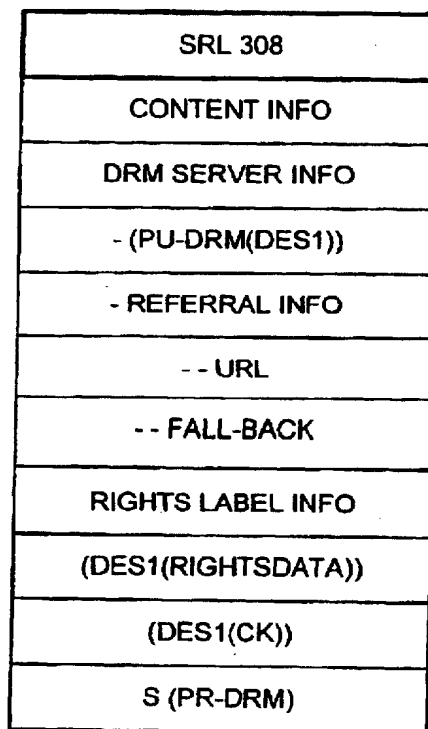 SRL 308
CONTENT INFO
DRM SERVER INFO
- (PU-DRM(DES1))
- REFERRAL INFO
- - URL
- - FALL-BACK
RIGHTS LABEL INFO
(DES1(RIGHTSDATA))
(DES1(CK))
S (PR-DRM)